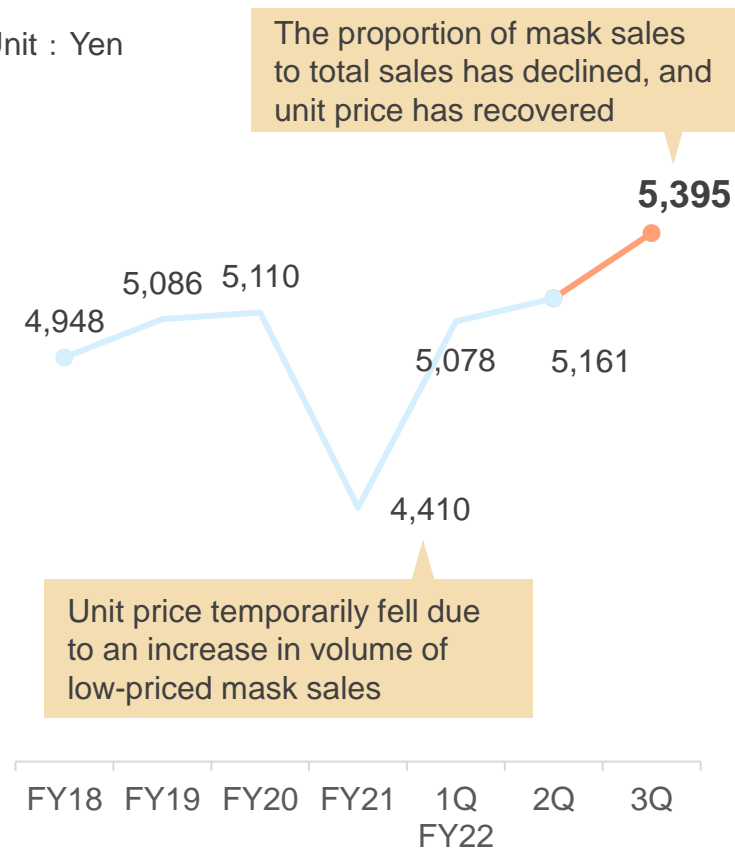 Unit : Yen
The proportion of mask sales
to total sales has declined, and
unit price has recovered
5,395
5,086
5,110
4,948
5,078
5,161
4,410
Unit price temporarily fell due
to an increase in volume of
low-priced mask sales
FY18 FY19 FY20 FY21 1Q 2Q 3Q
FY22